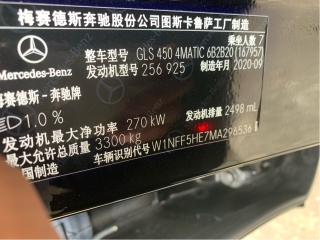 梅赛德斯奔驰股份公司图斯卡鲁萨工厂制造
乘坐人数 7
整车型号 GLS 450 4MATIC 6B2B20 (167957)
发动机型号 256 925 制造年月 2020-09
Mercedes-Benz
梅赛德斯-奔驰牌
1.0 %
发动机最大净功率 270 kW 发动机排量 2498 mL
最大允许总质量 3300 kg
车辆识别代号 W1NFF5HE7MA296536
国制造